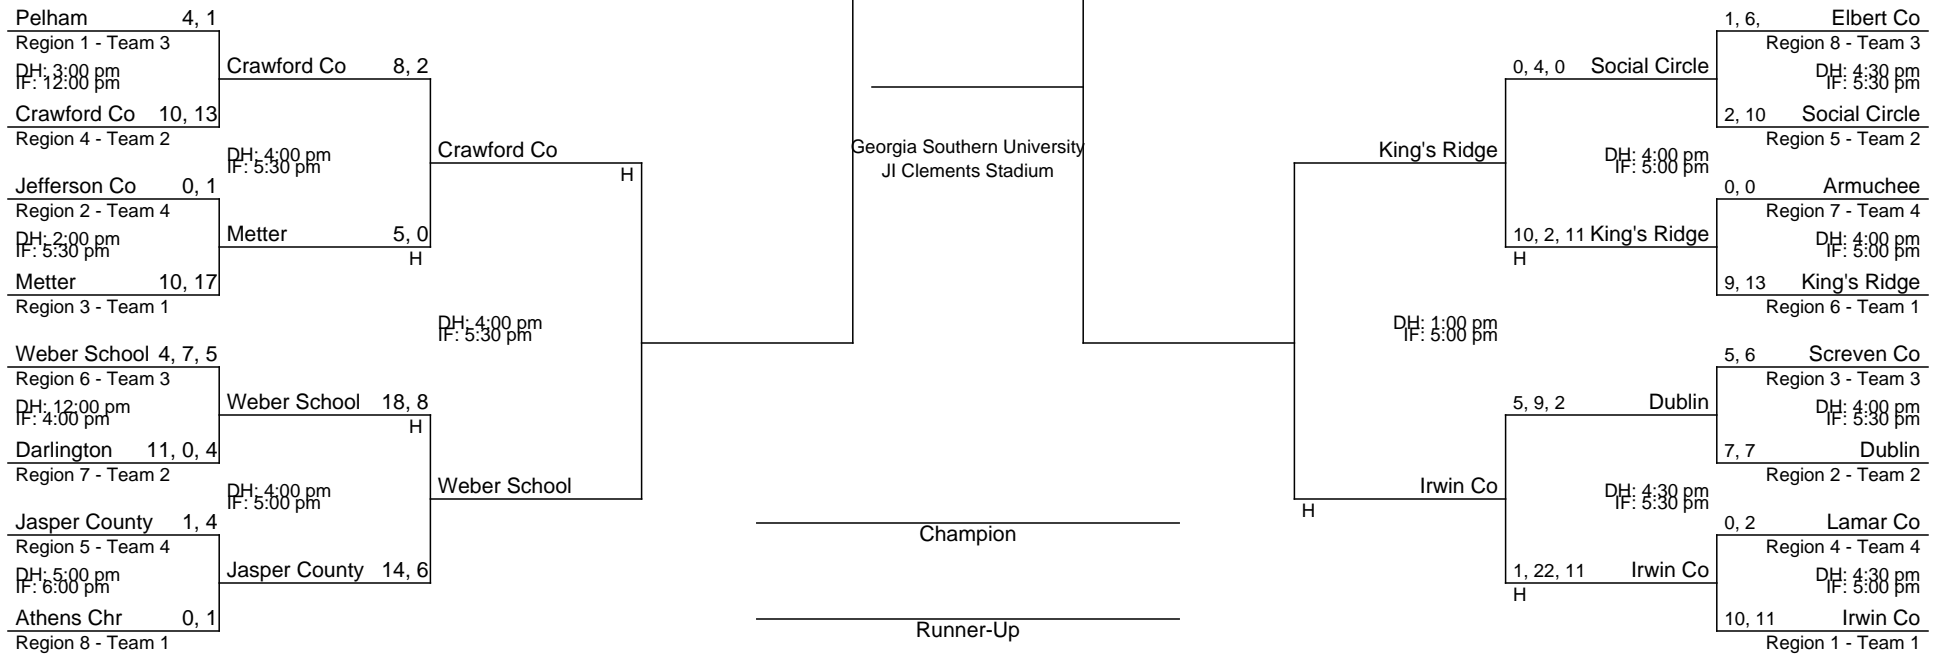 Pelham 4, 1
Region 1 - Team 3
DH: 3:00 pm
IF: 12:00 pm
Crawford Co 10, 13
Region 4 - Team 2
Jefferson Co 0, 1
Region 2 - Team 4
DH: 2:00 pm
IF: 5:30 pm
Metter 10, 17
Region 3 - Team 1
Weber School 4, 7, 5
Region 6 - Team 3
DH: 12:00 pm
IF: 4:00 pm
Darlington 11, 0, 4
Region 7 - Team 2
Jasper County 1, 4
Region 5 - Team 4
DH: 5:00 pm
IF: 6:00 pm
Athens Chr 0, 1
Region 8 - Team 1
Crawford Co 8, 2
DH: 4:00 pm
IF: 5:30 pm
Metter 5, 0
H
Weber School 18, 8
H
DH: 4:00 pm
IF: 5:00 pm
Jasper County 14, 6
Crawford Co
H
DH: 4:00 pm
IF: 5:30 pm
Weber School
Georgia Southern University
JI Clements Stadium
Champion
Runner-Up
King's Ridge
DH: 1:00 pm
IF: 5:00 pm
Irwin Co
H
0, 4, 0 Social Circle
DH: 4:00 pm
IF: 5:00 pm
10, 2, 11 King's Ridge
H
5, 9, 2 Dublin
DH: 4:30 pm
IF: 5:30 pm
1, 22, 11 Irwin Co
H
1, 6, Elbert Co
Region 8 - Team 3
DH: 4:30 pm
IF: 5:30 pm
2, 10 Social Circle
Region 5 - Team 2
0, 0 Armuchee
Region 7 - Team 4
DH: 4:00 pm
IF: 5:00 pm
9, 13 King's Ridge
Region 6 - Team 1
5, 6 Screven Co
Region 3 - Team 3
DH: 4:00 pm
IF: 5:30 pm
7, 7 Dublin
Region 2 - Team 2
0, 2 Lamar Co
Region 4 - Team 4
DH: 4:30 pm
IF: 5:00 pm
10, 11 Irwin Co
Region 1 - Team 1